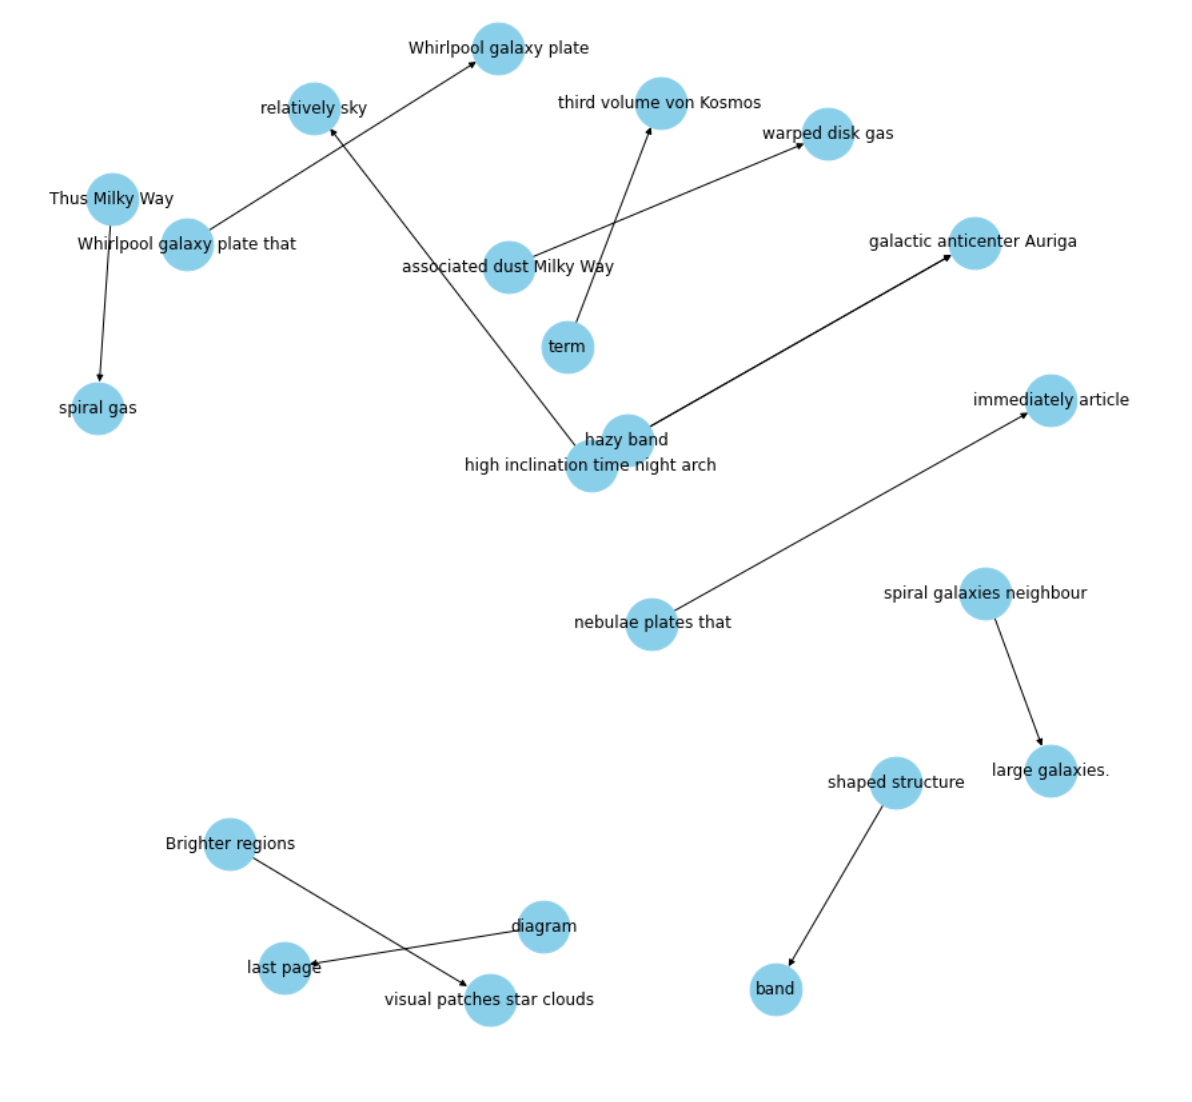 Whirlpool galaxy plate
relatively sky
third volume von Kosmos
warped disk gas
Thus Milky Way
Whirlpool galaxy plate that
galactic anticenter Auriga
associated dust Milky Way
term
immediately article
spiral gas
hazy band
high inclination time night arch
spiral galaxies neighbour
nebulae plates that
large galaxies.
shaped structure
Brighter regions
diagram
last page
band
visual patches star clouds